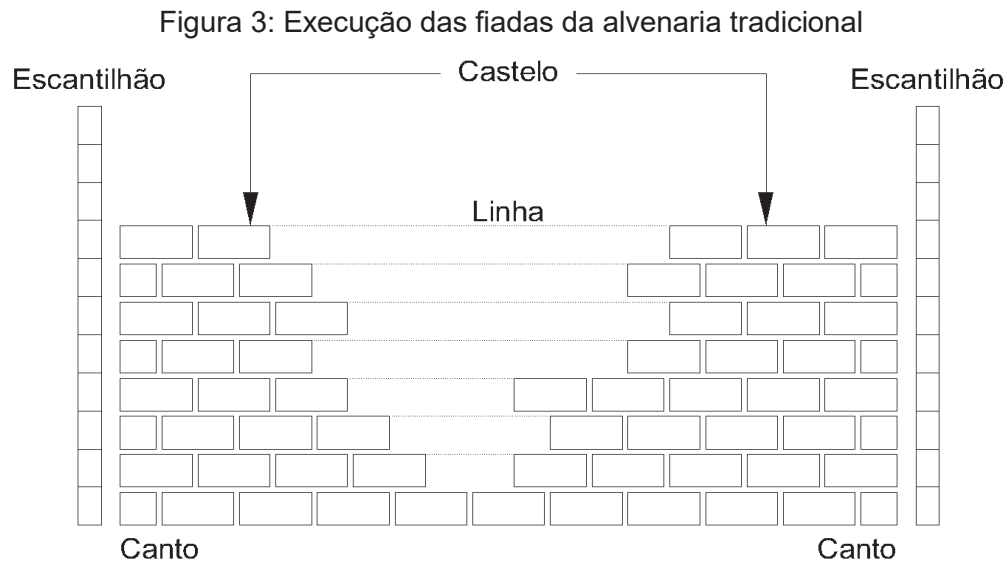 Figura 3: Execução das fiadas da alvenaria tradicional
Escantilhão
Castelo
Escantilhão
Linha
Canto
Canto